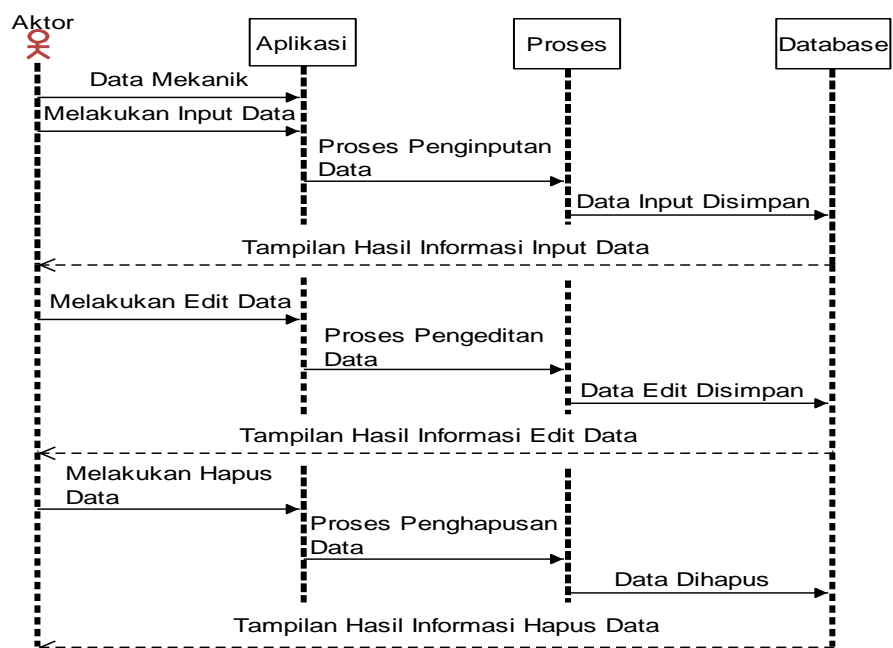 Aktor
Aplikasi
Proses
Database
Data Mekanik
Melakukan Input Data
Proses Penginputan
Data
Data Input Disimpan
Tampilan Hasil Informasi Input Data
Melakukan Edit Data
Proses Pengeditan
Data
Data Edit Disimpan
Tampilan Hasil Informasi Edit Data
Melakukan Hapus
Data
Proses Penghapusan
Data
Data Dihapus
Tampilan Hasil Informasi Hapus Data